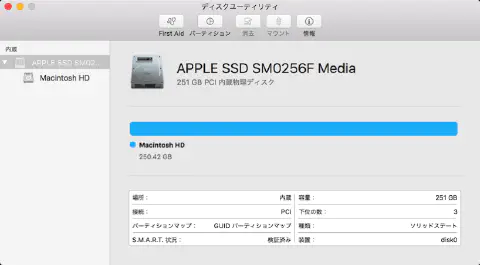 ディスクユーティリティ
First Aid パーティション 消去 マウント 情報
内蔵
APPLE SSD SM02...
Macintosh HD
APPLE SSD SM0256F Media
251 GB PCI 内蔵物理ディスク
Macintosh HD
250.42 GB
場所： 内蔵 容量： 251 GB
接続： PCI 下位の数： 3
パーティションマップ： GUID パーティションマップ 種類： ソリッドステート
S.M.A.R.T. 状況： 検証済み 装置： disk0